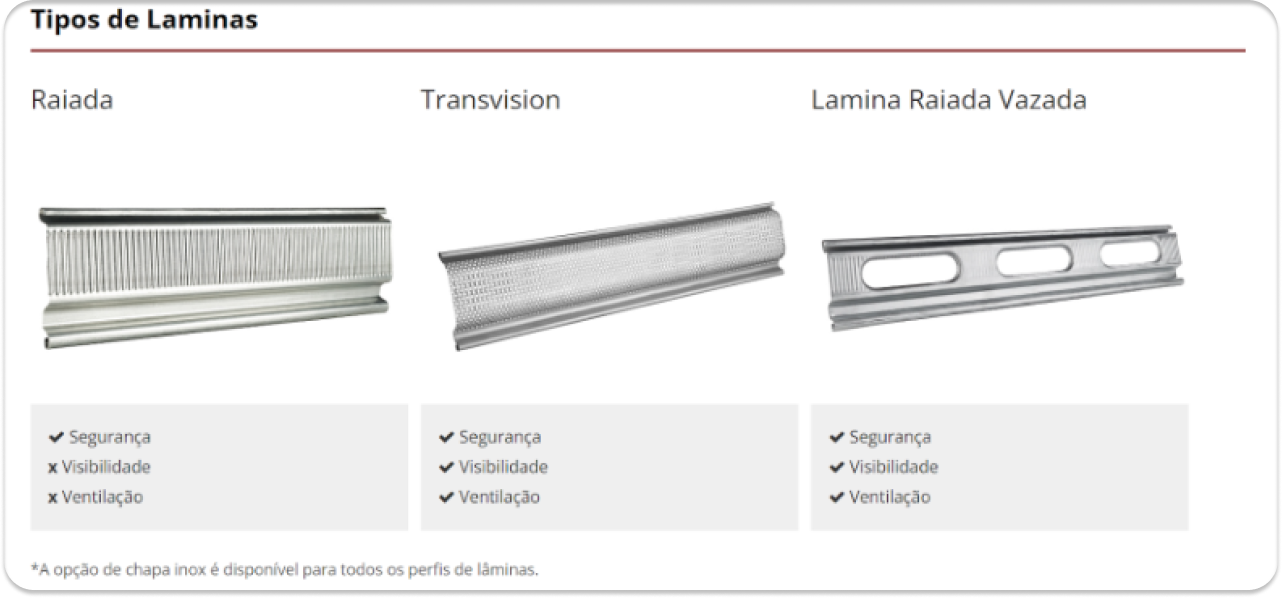 Tipos de Laminas
Raiada
Transvision
Lamina Raiada Vazada
✔ Segurança
x Visibilidade
x Ventilação
✔ Segurança
✔ Visibilidade
✔ Ventilação
✔ Segurança
✔ Visibilidade
✔ Ventilação
*A opção de chapa inox é disponível para todos os perfis de lâminas.